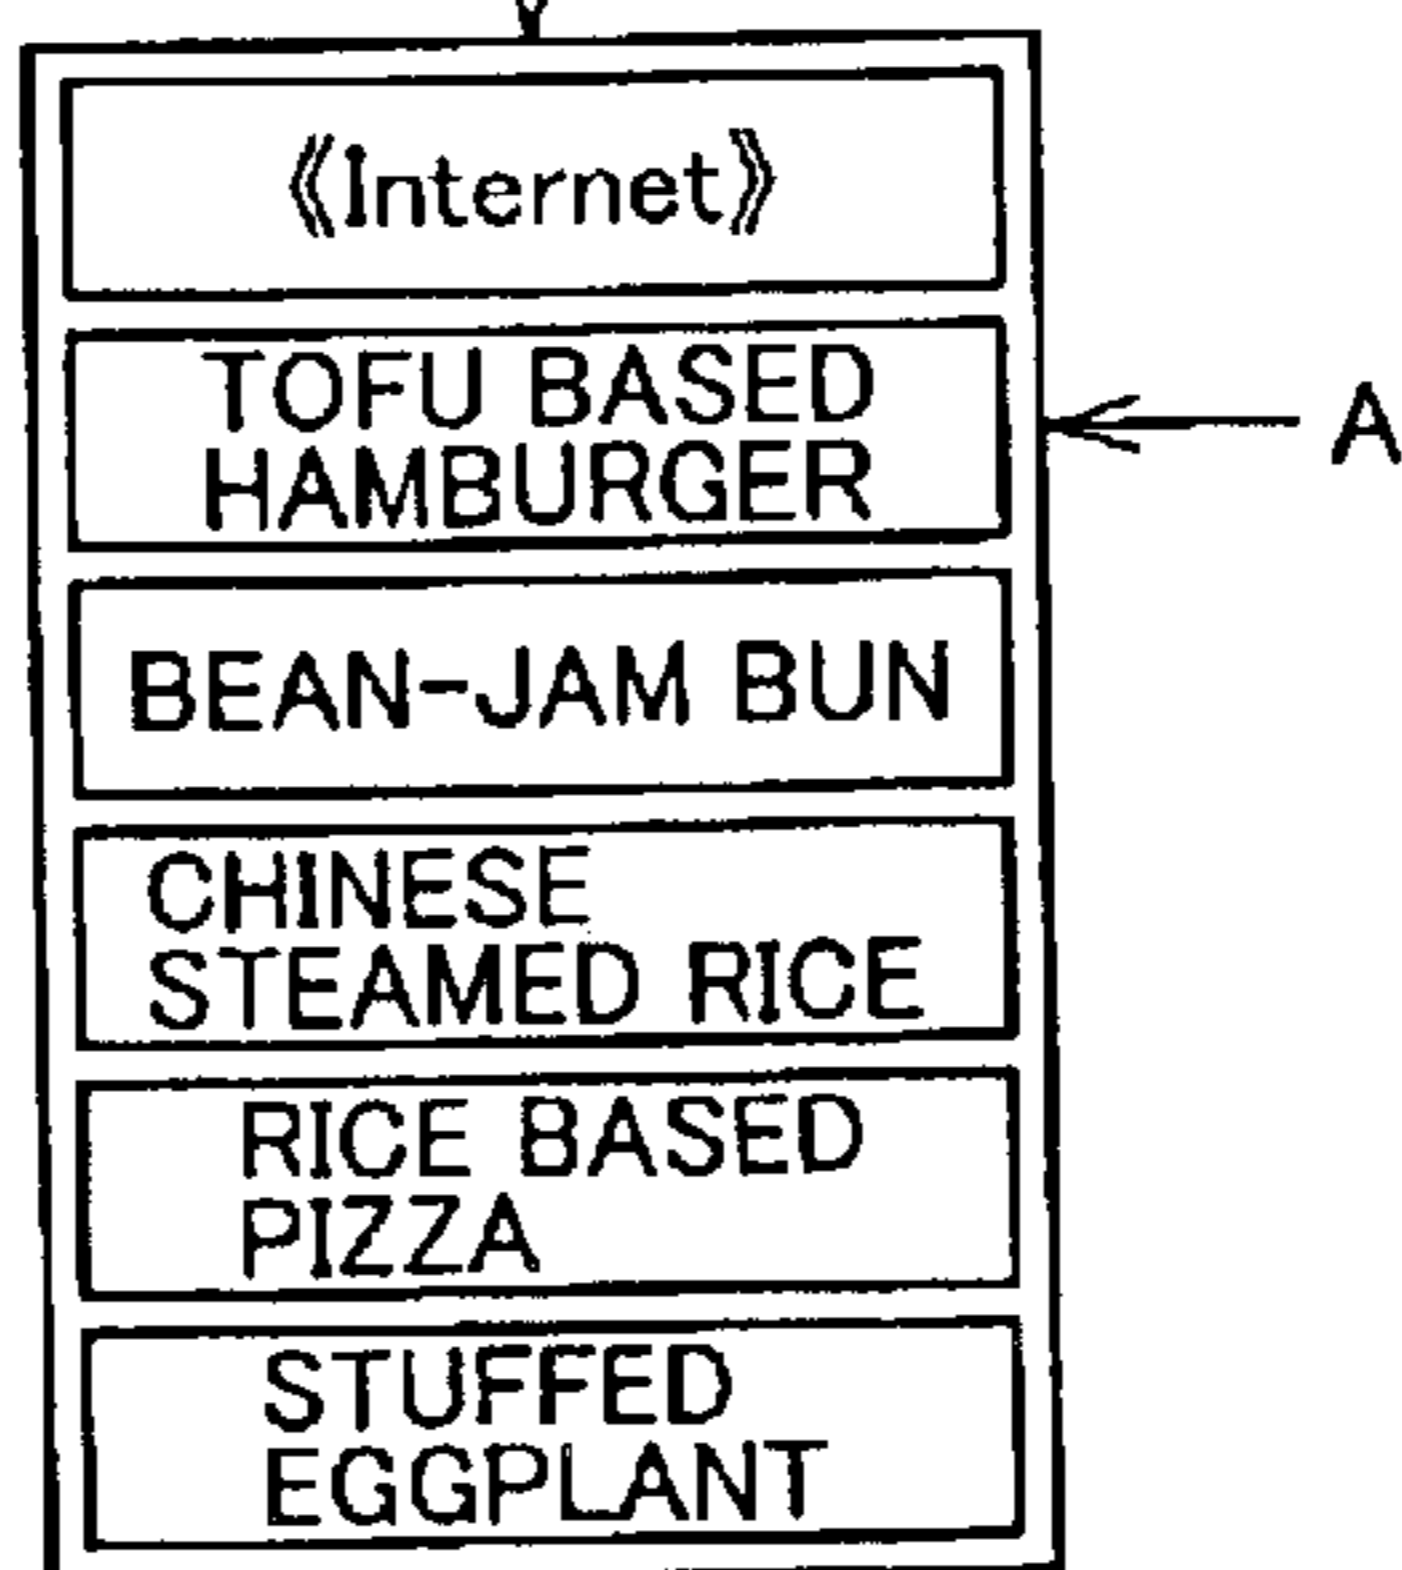 《Internet》
TOFU BASED
HAMBURGER
A
BEAN-JAM BUN
CHINESE
STEAMED RICE
RICE BASED
PIZZA
STUFFED
EGGPLANT